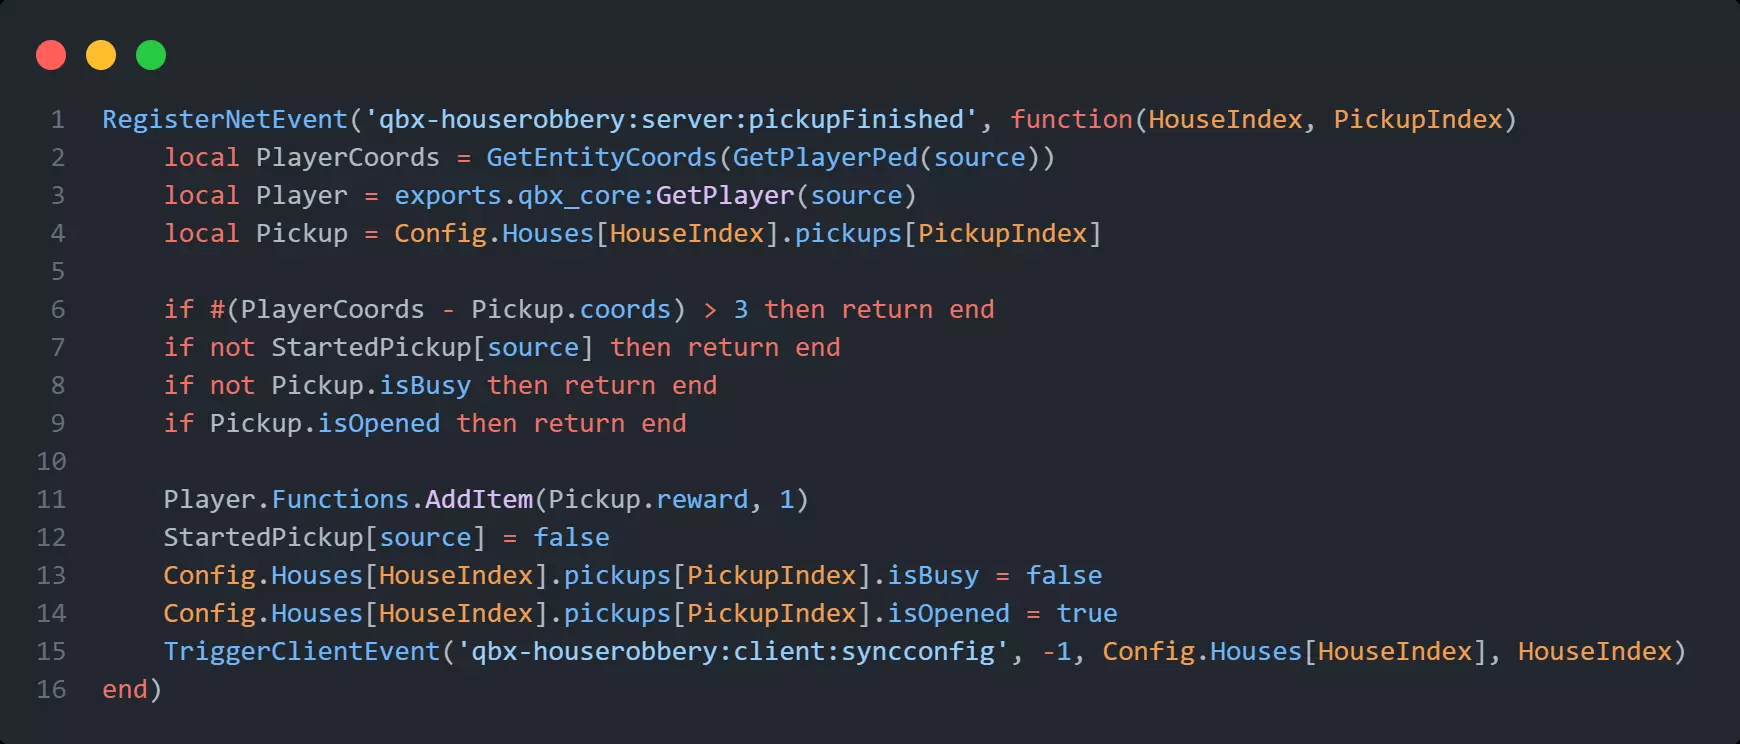 1 RegisterNetEvent('qbx-houserobbery:server:pickupFinished', function(HouseIndex, PickupIndex)
2     local PlayerCoords = GetEntityCoords(GetPlayerPed(source))
3     local Player = exports.qbx_core:GetPlayer(source)
4     local Pickup = Config.Houses[HouseIndex].pickups[PickupIndex]
5
6     if #(PlayerCoords - Pickup.coords) > 3 then return end
7     if not StartedPickup[source] then return end
8     if not Pickup.isBusy then return end
9     if Pickup.isOpened then return end
10
11     Player.Functions.AddItem(Pickup.reward, 1)
12     StartedPickup[source] = false
13     Config.Houses[HouseIndex].pickups[PickupIndex].isBusy = false
14     Config.Houses[HouseIndex].pickups[PickupIndex].isOpened = true
15     TriggerClientEvent('qbx-houserobbery:client:syncconfig', -1, Config.Houses[HouseIndex], HouseIndex)
16 end)